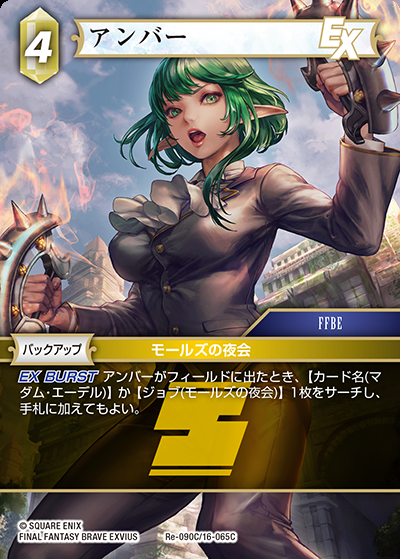 4
アンバー
EX
FFBE
バックアップ
モールズの夜会
EX BURST アンバーがフィールドに出たとき、【カード名(マ
ダム・エーデル)】か【ジョブ(モールズの夜会)】1枚をサーチし、
手札に加えてもよい。
© SQUARE ENIX
FINAL FANTASY BRAVE EXVIUS
Re-090C/16-065C